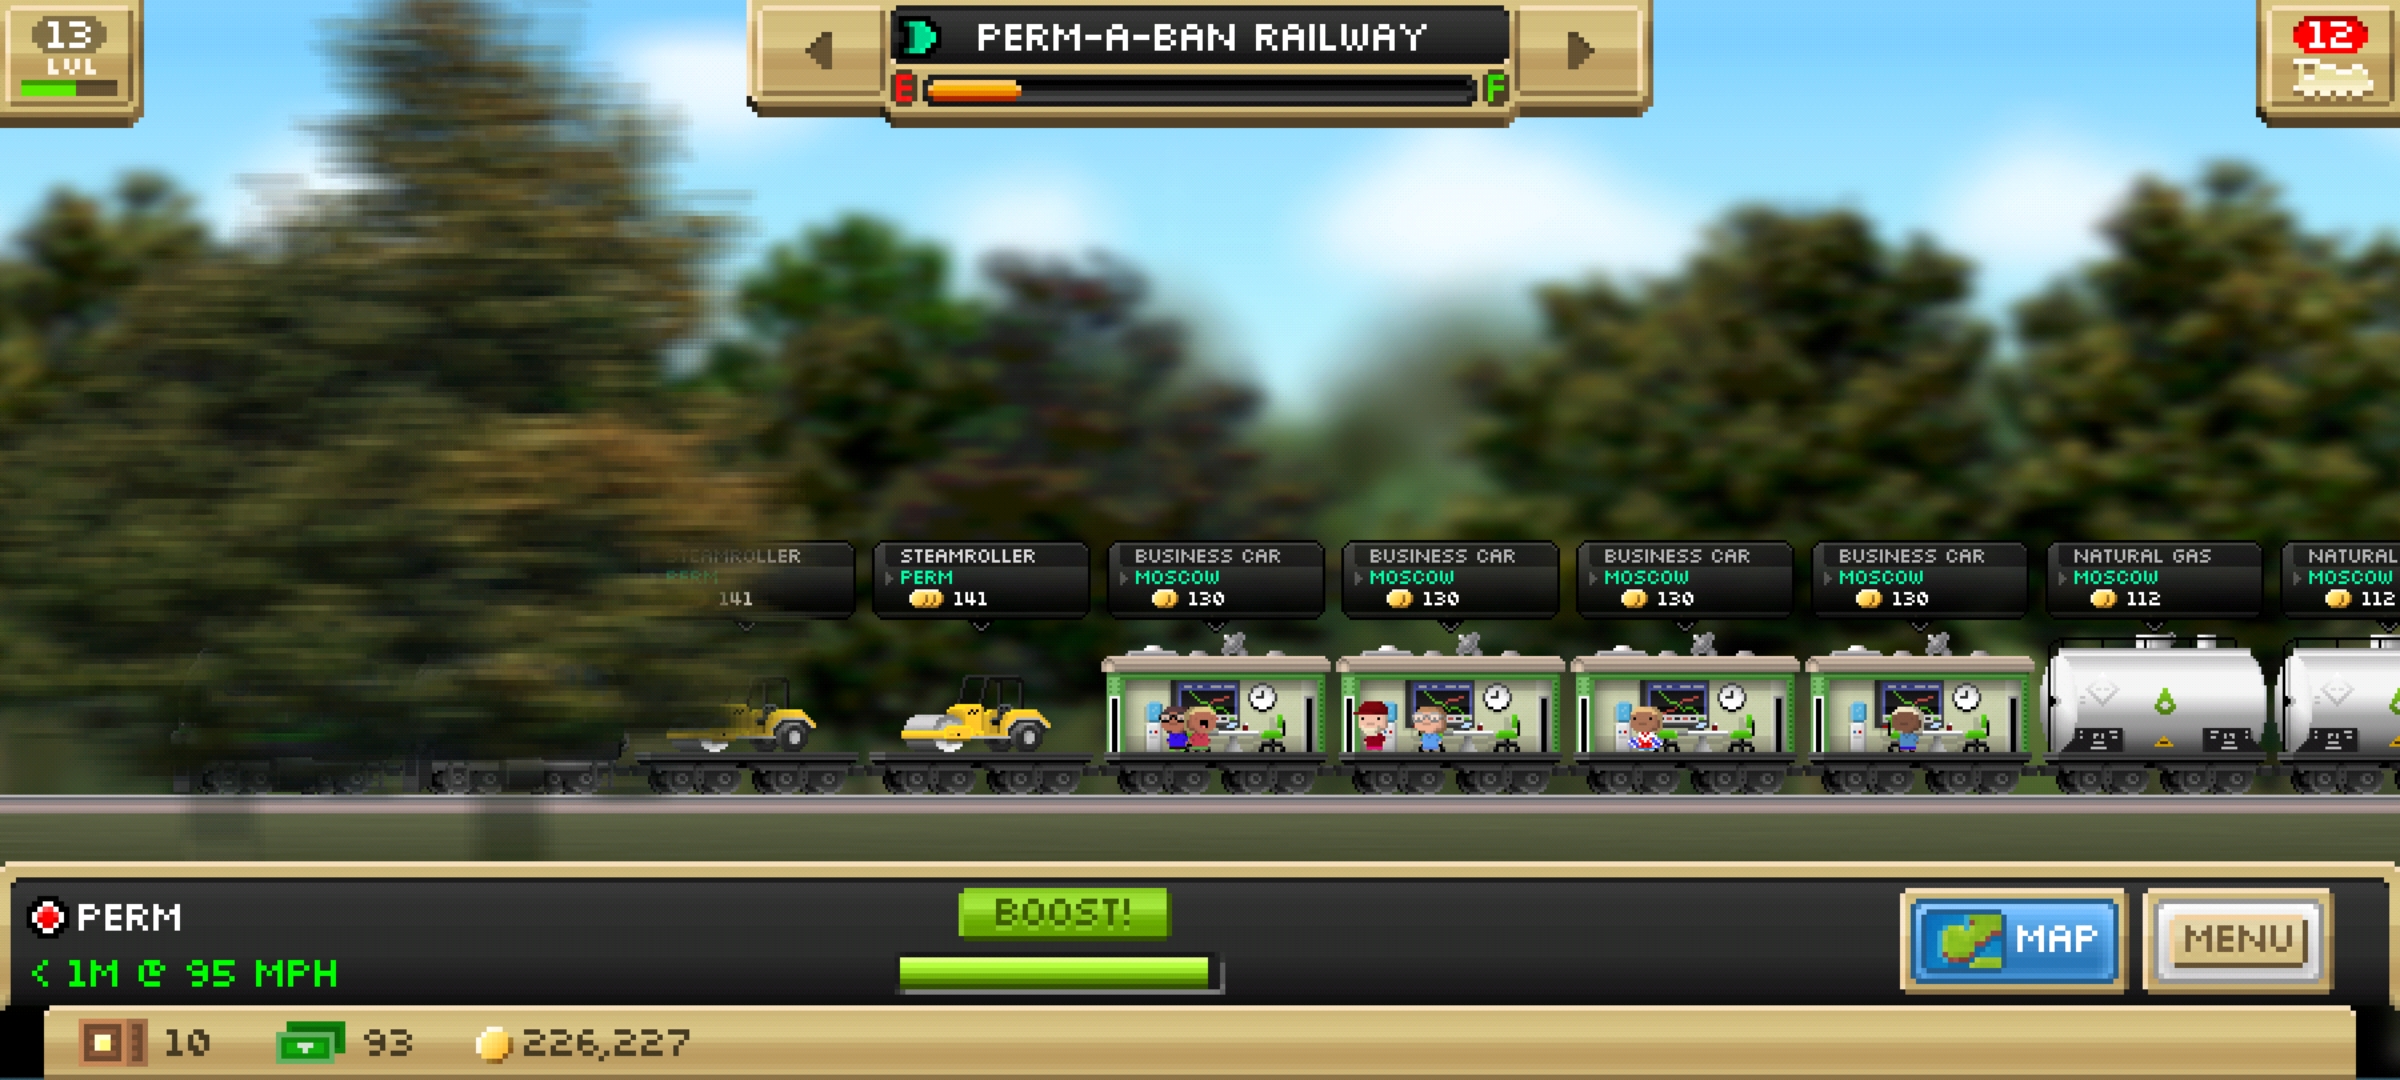 13
LVL
PERM-A-BAN RAILWAY
E F
12
STEAMROLLER
PERM
141
STEAMROLLER
PERM
141
BUSINESS CAR
MOSCOW
130
BUSINESS CAR
MOSCOW
130
BUSINESS CAR
MOSCOW
130
BUSINESS CAR
MOSCOW
130
NATURAL GAS
MOSCOW
112
NATURAL
MOSCOW
112
PERM
< 1M @ 95 MPH
BOOST!
MAP
MENU
10
93
226,227